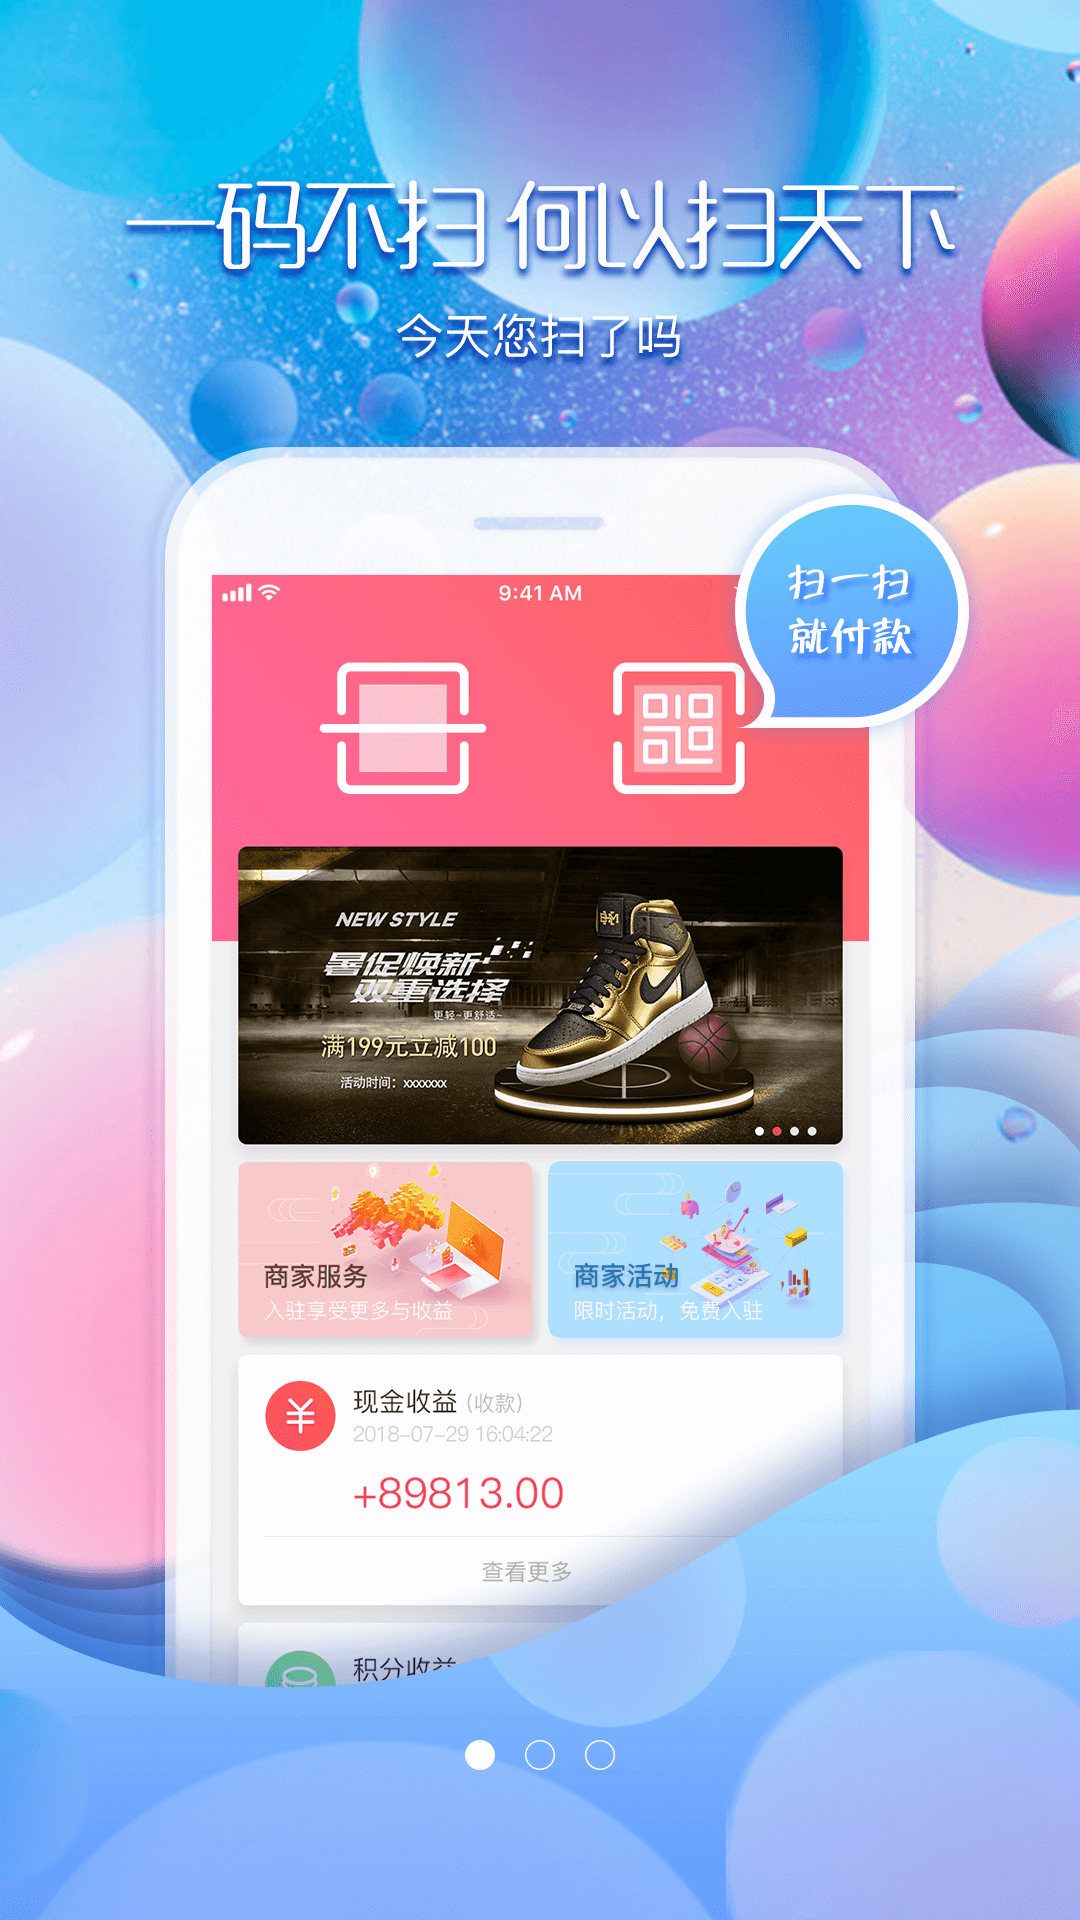 一码不扫 何以扫天下
今天您扫了吗
扫一扫
就付款
9:41 AM
NEW STYLE
暑促焕新
双重选择
更轻~更舒适~
满199元立减100
活动时间：xxxxxxx
商家服务
入驻享受更多与收益
商家活动
限时活动，免费入驻
现金收益 (收款)
2018-07-29 16:04:22
+89813.00
查看更多
积分收益